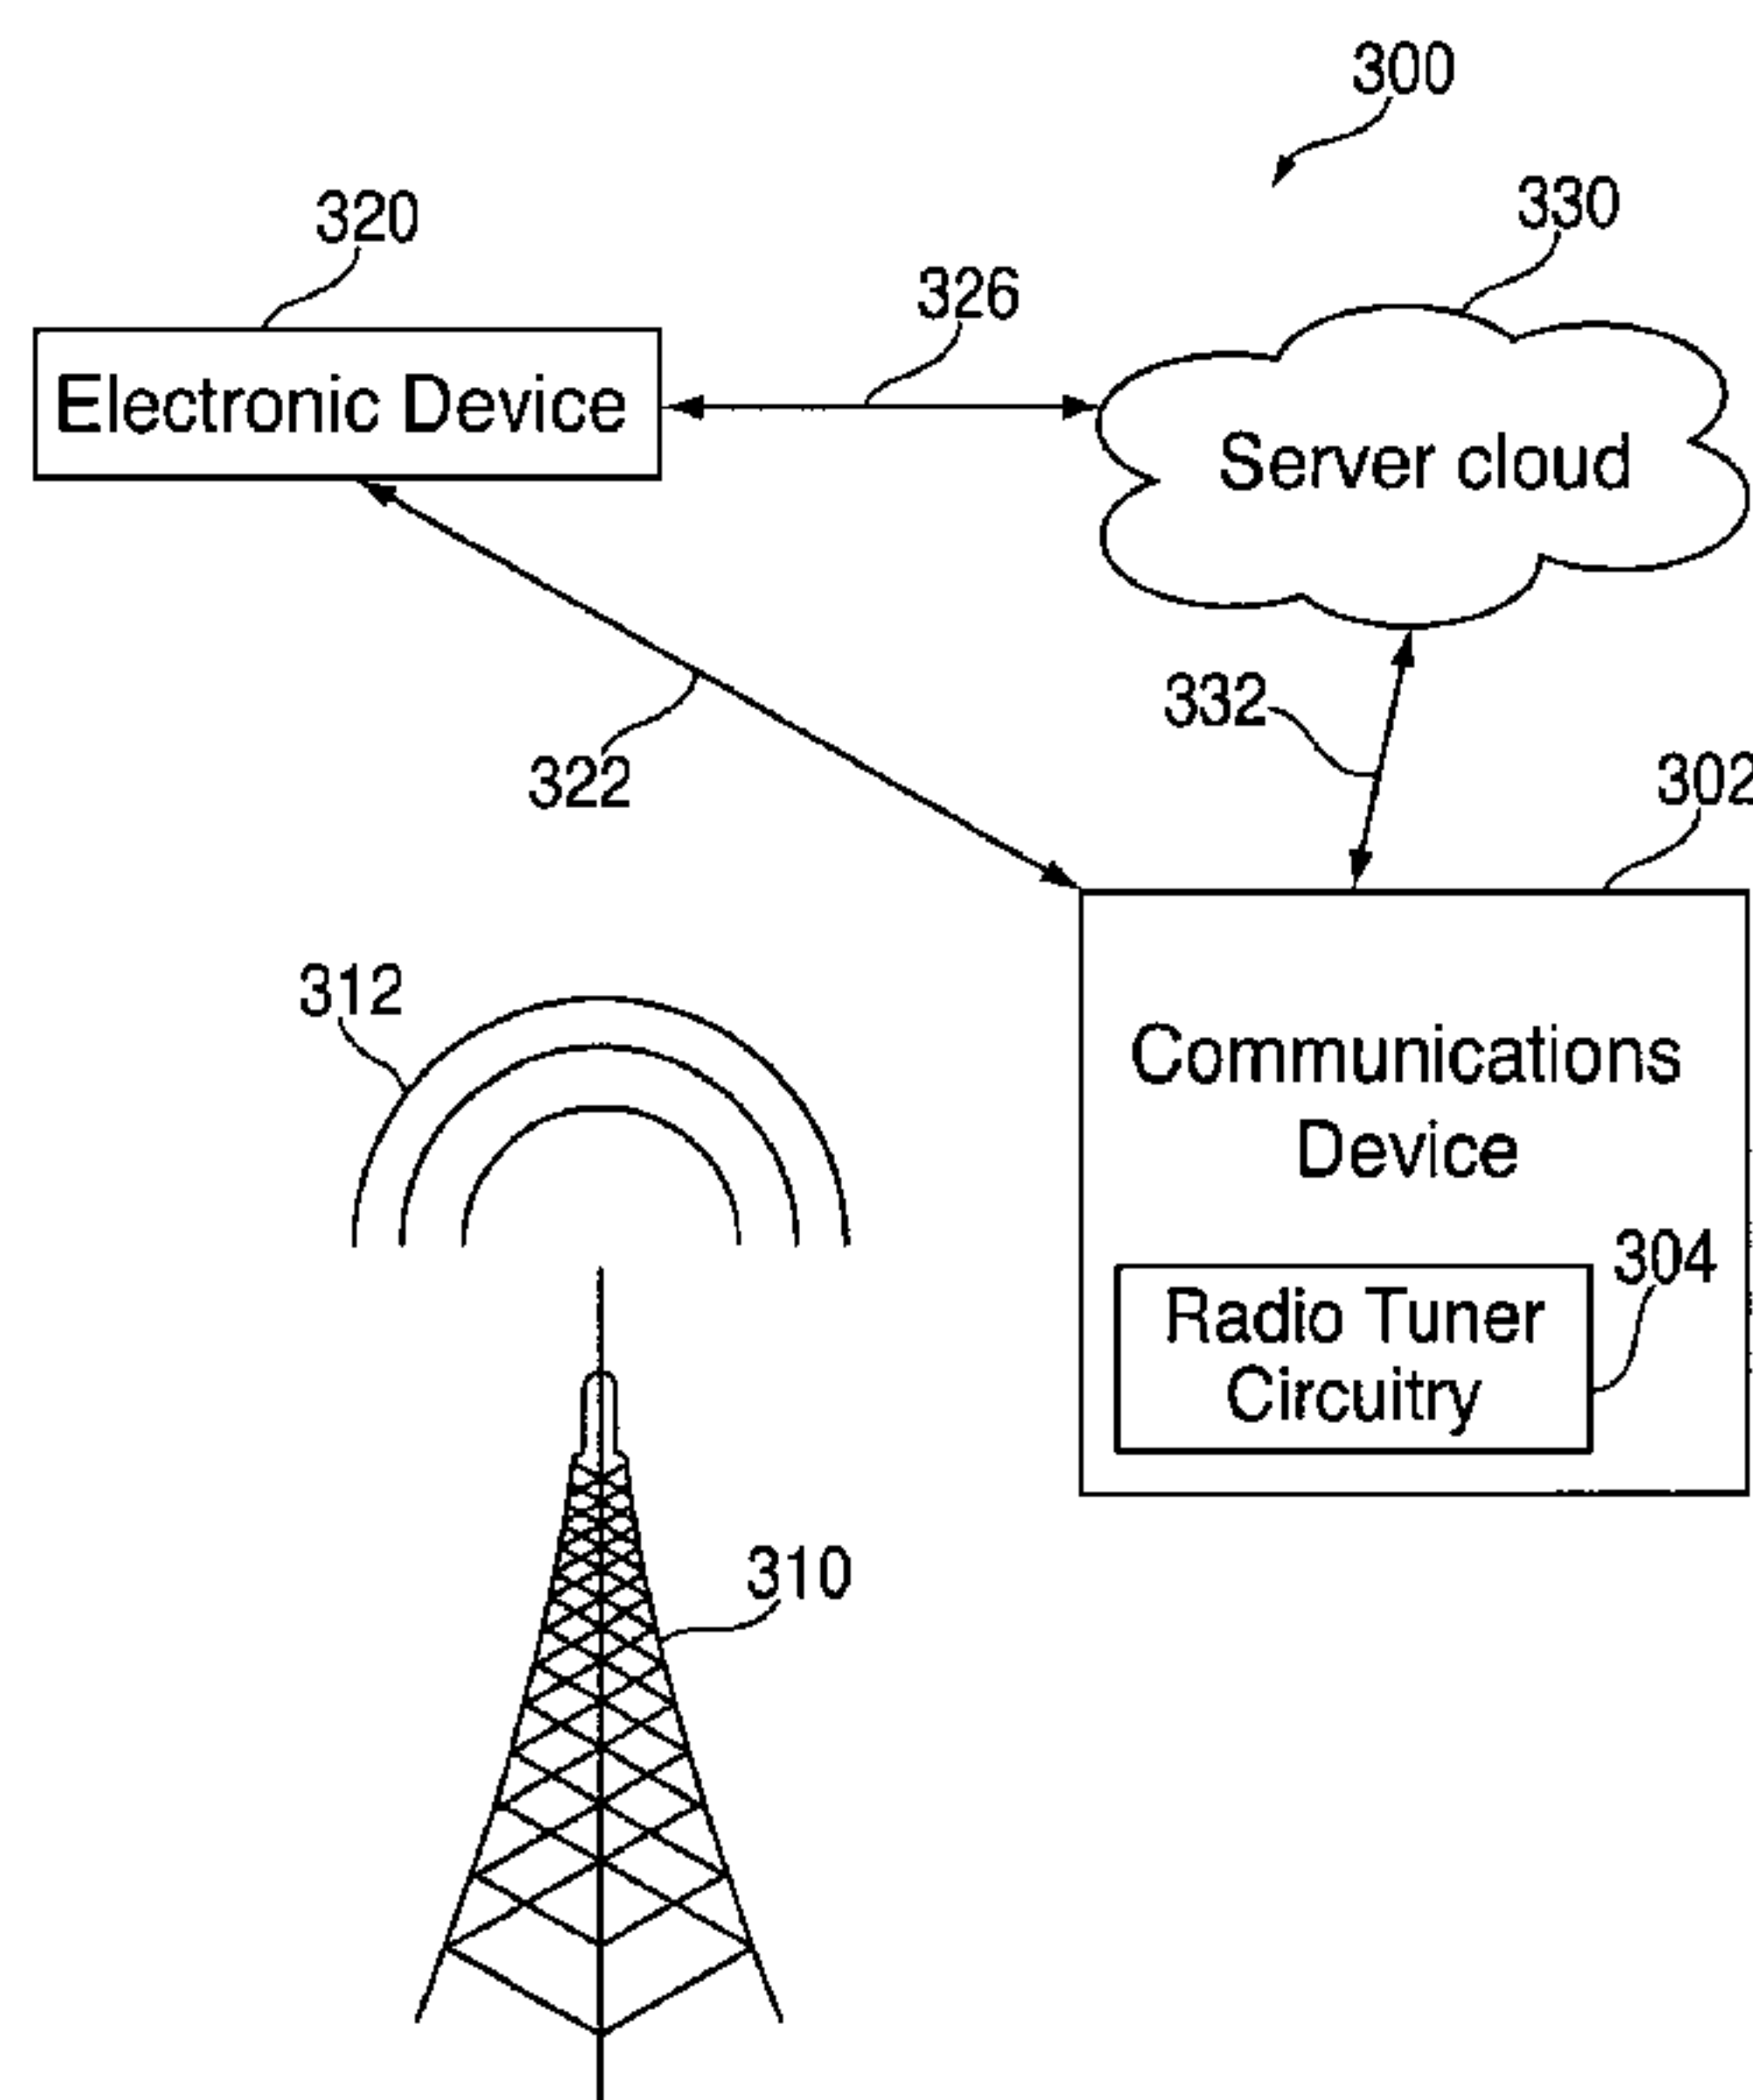 300
330
320
326
Electronic Device
Server cloud
332
322
302
312
Communications
Device
304
Radio Tuner
Circuitry
310